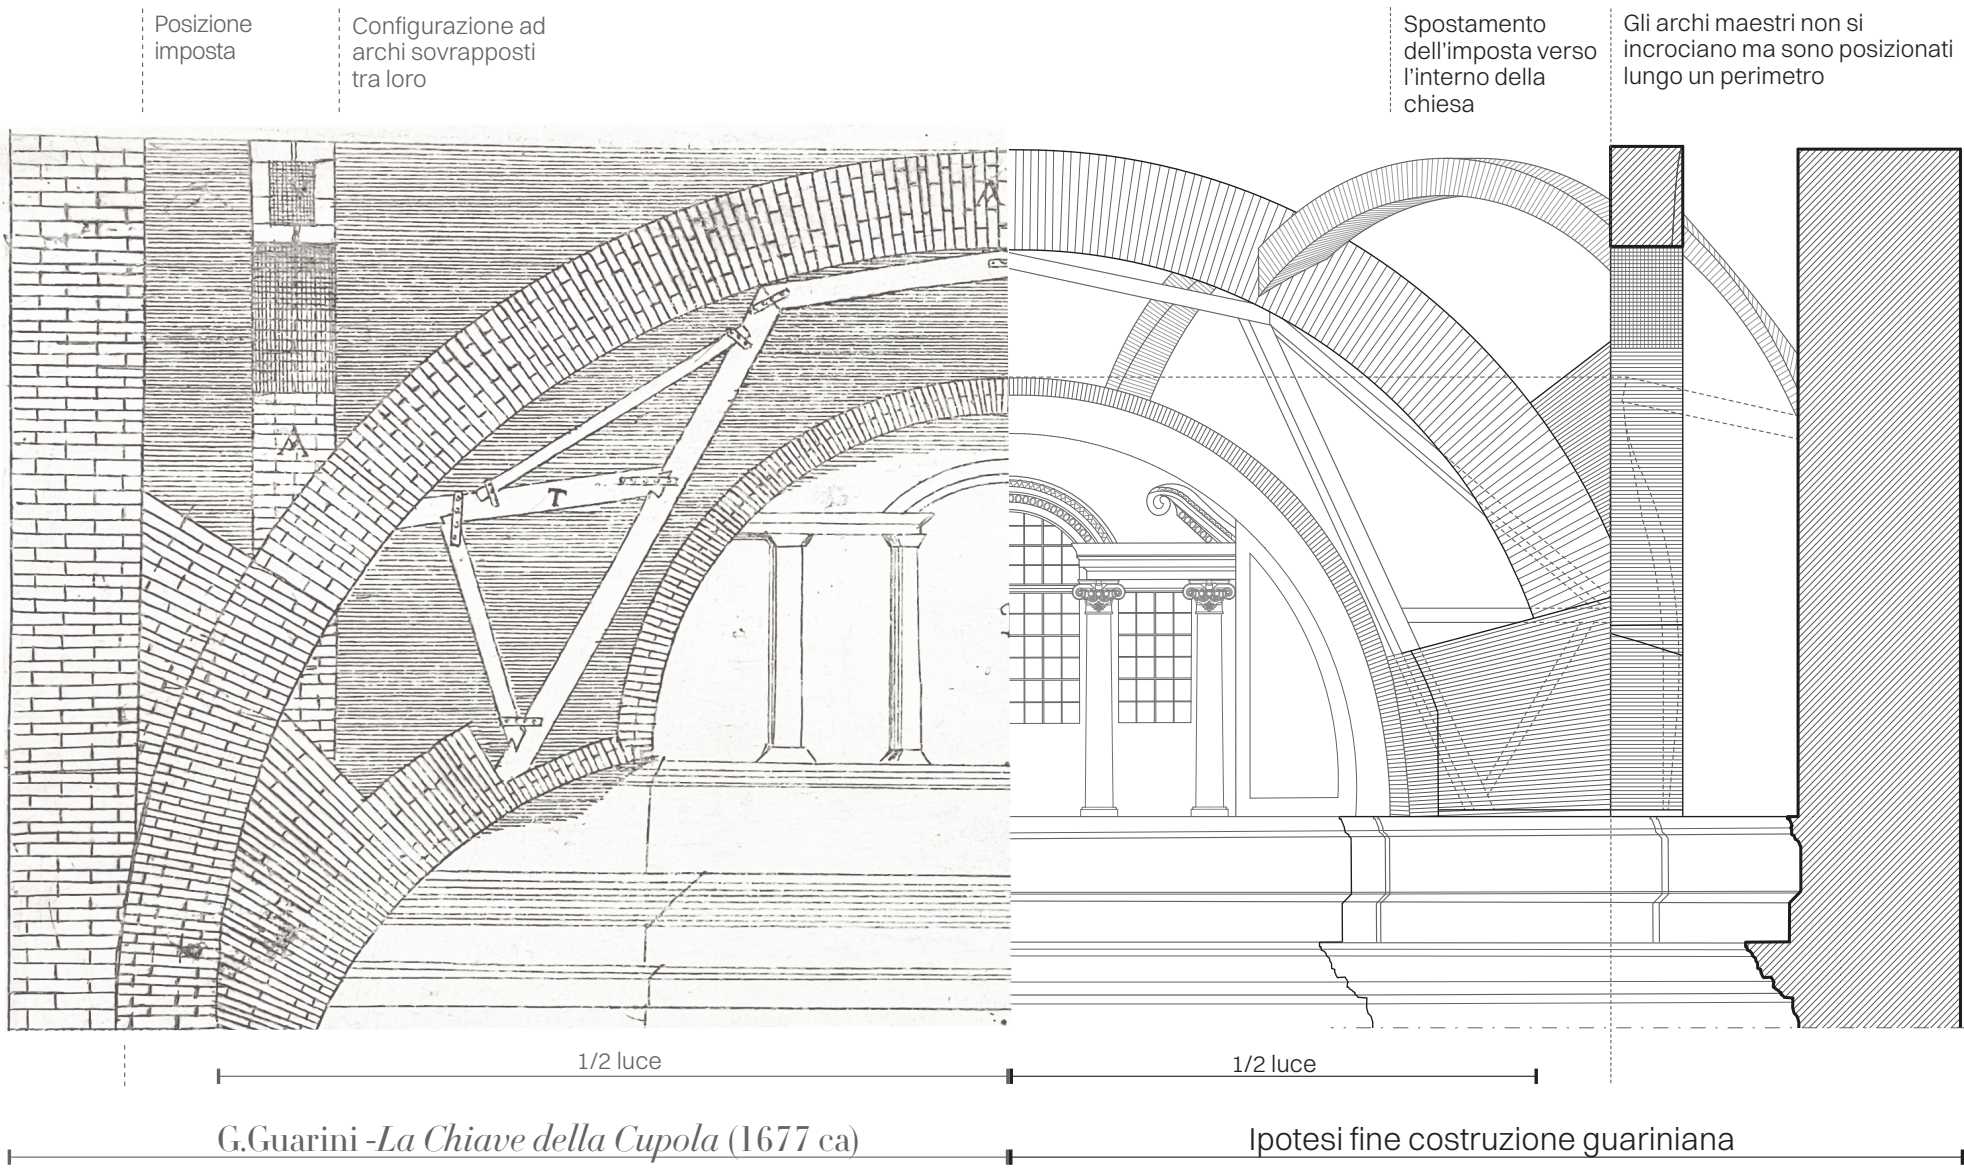 Posizione
imposta
Configurazione ad
archi sovrapposti
tra loro
Spostamento
dell'imposta verso
l'interno della
chiesa
Gli archi maestri non si
incrociano ma sono posizionati
lungo un perimetro
A
A
T
1/2 luce
1/2 luce
G.Guarini -La Chiave della Cupola (1677 ca)
Ipotesi fine costruzione guariniana